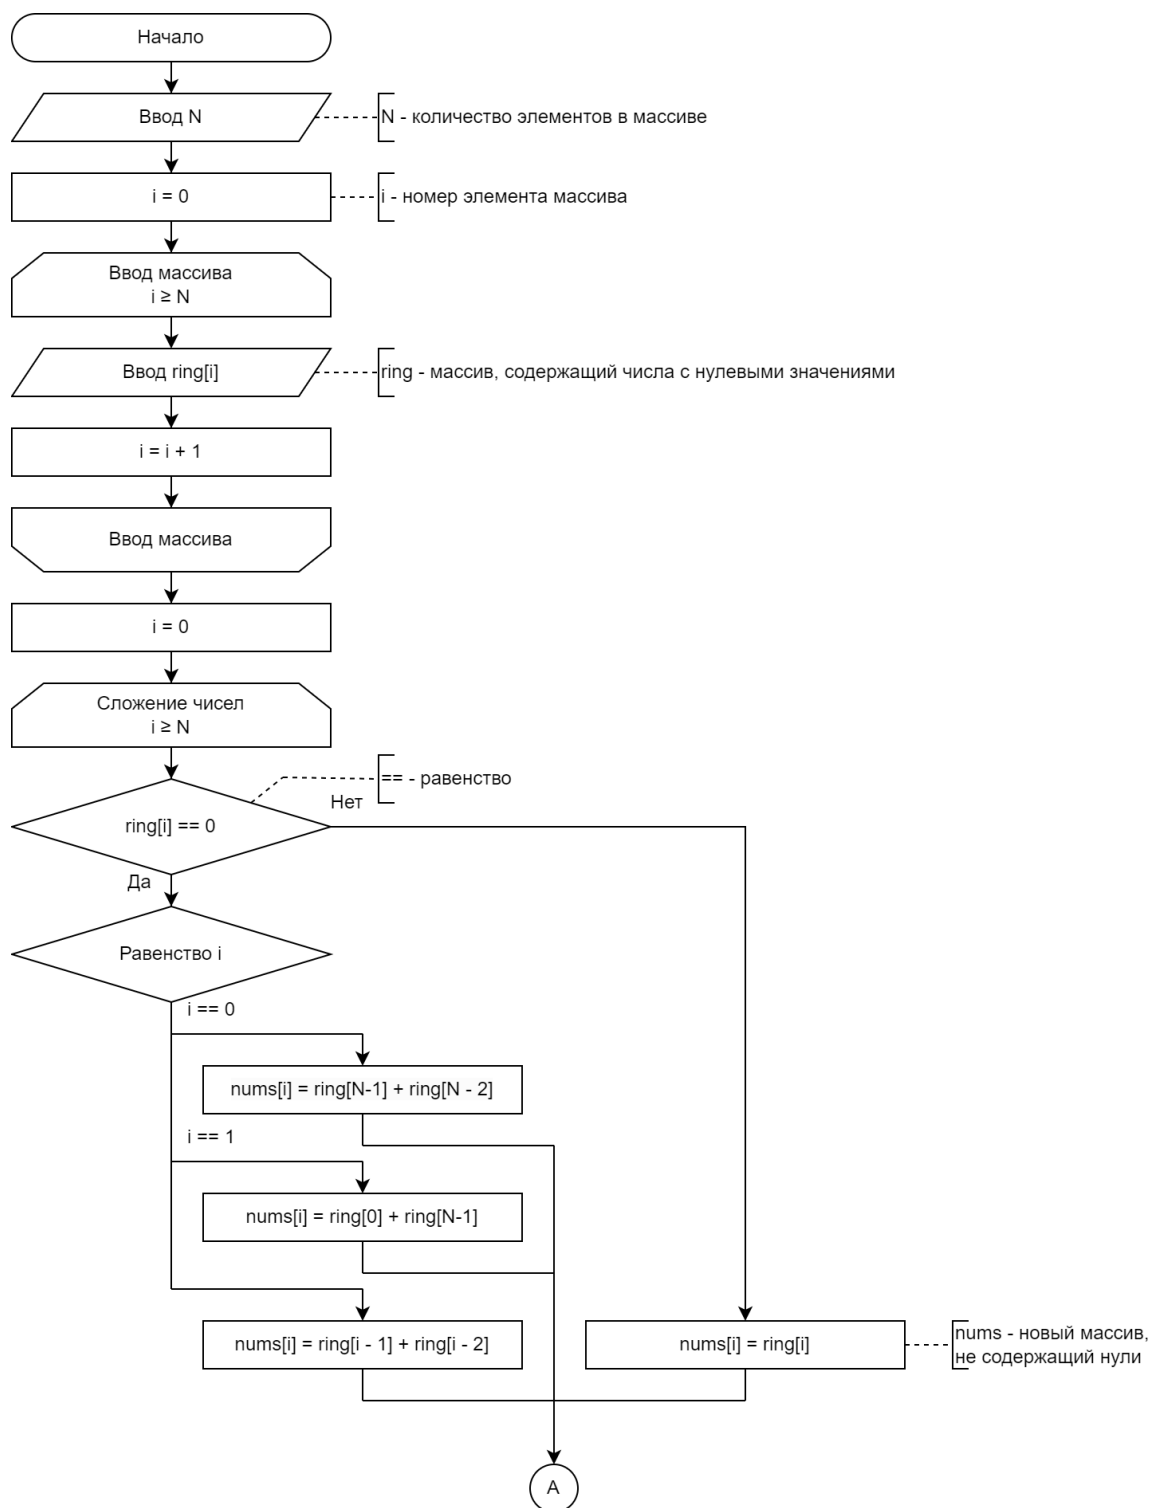 Начало
Ввод N
N - количество элементов в массиве
i = 0
i - номер элемента массива
Ввод массива
i ≥ N
Ввод ring[i]
ring - массив, содержащий числа с нулевыми значениями
i = i + 1
Ввод массива
i = 0
Сложение чисел
i ≥ N
== - равенство
Нет
ring[i] == 0
Да
Равенство i
i == 0
nums[i] = ring[N-1] + ring[N - 2]
i == 1
nums[i] = ring[0] + ring[N-1]
nums[i] = ring[i - 1] + ring[i - 2]
nums[i] = ring[i]
nums - новый массив,
не содержащий нули
A